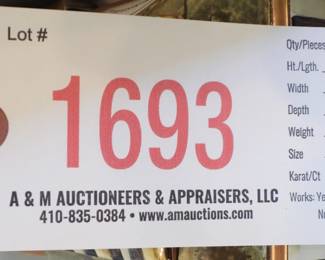 Lot #
1693
A & M AUCTIONEERS & APPRAISERS, LLC
410-835-0384 • www.amauctions.com
Qty/Pieces
Ht./Lgth.
Width
Depth
Weight
Size
Karat/Ct
Works: Ye
No